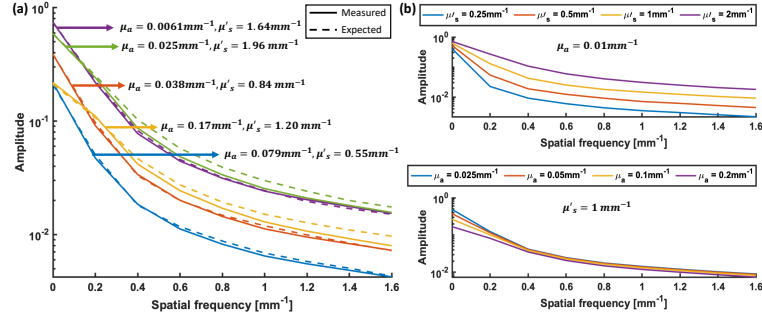 (a)
Measured
Expected
μa = 0.0061mm⁻¹, μ's = 1.64mm⁻¹
μa = 0.025mm⁻¹, μ's = 1.96 mm⁻¹
μa = 0.038mm⁻¹, μ's = 0.84 mm⁻¹
μa = 0.17mm⁻¹, μ's = 1.20 mm⁻¹
μa = 0.079mm⁻¹, μ's = 0.55mm⁻¹
Amplitude
10⁰
10⁻¹
10⁻²
0 0.2 0.4 0.6 0.8 1 1.2 1.4 1.6
Spatial frequency [mm⁻¹]
(b)
μ's = 0.25mm⁻¹ μ's = 0.5mm⁻¹ μ's = 1mm⁻¹ μ's = 2mm⁻¹
μa = 0.01mm⁻¹
Amplitude
10⁰
10⁻²
0 0.2 0.4 0.6 0.8 1 1.2 1.4 1.6
μa = 0.025mm⁻¹ μa = 0.05mm⁻¹ μa = 0.1mm⁻¹ μa = 0.2mm⁻¹
μ's = 1 mm⁻¹
Amplitude
10⁰
10⁻²
0 0.2 0.4 0.6 0.8 1 1.2 1.4 1.6
Spatial frequency [mm⁻¹]